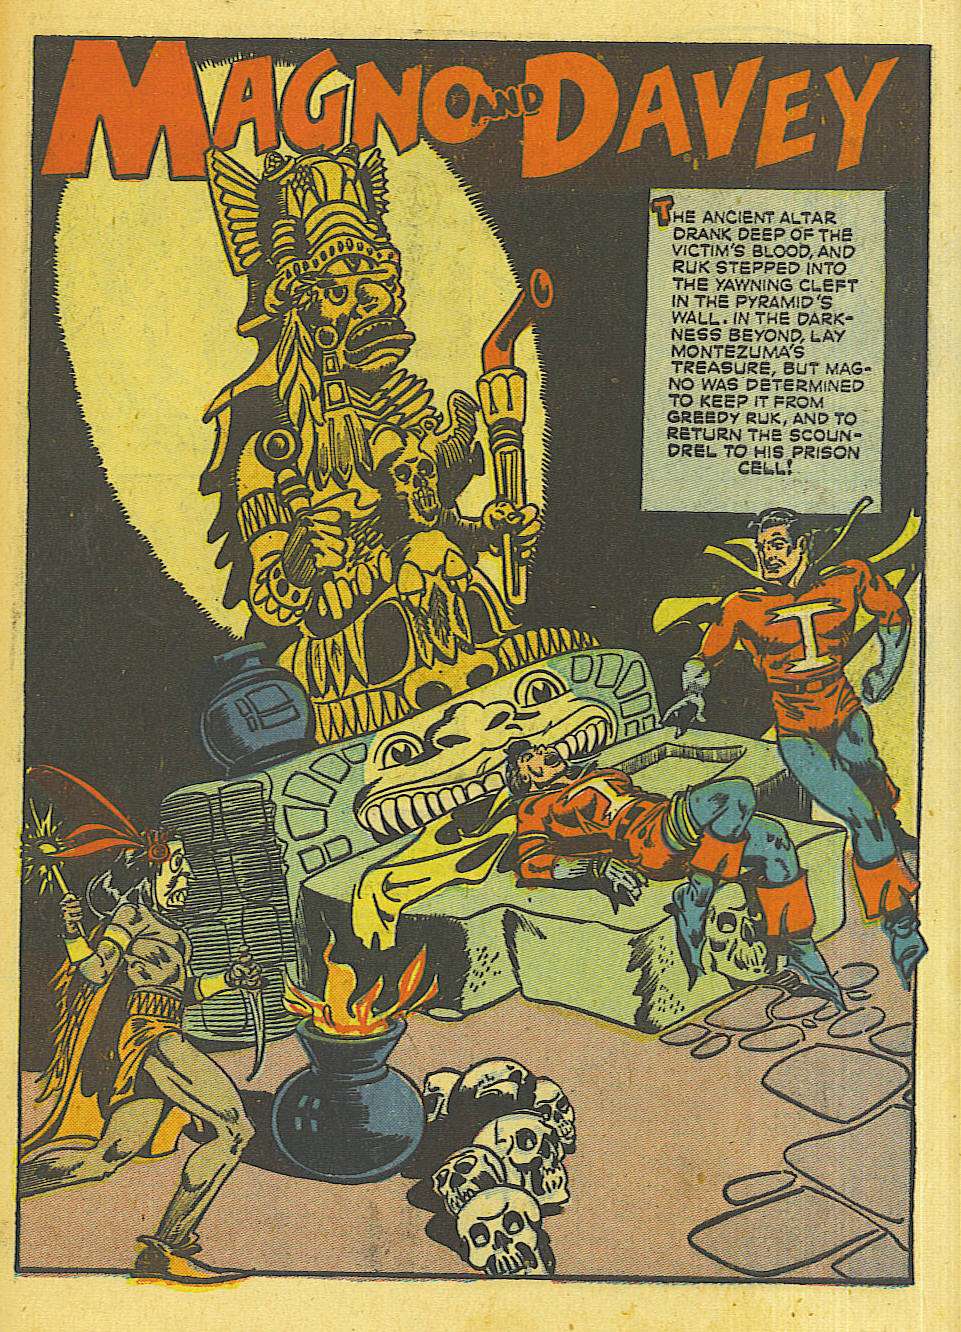 MAGNO AND DAVEY
THE ANCIENT ALTAR
DRANK DEEP OF THE
VICTIM'S BLOOD, AND
RUK STEPPED INTO
THE YAWNING CLEFT
IN THE PYRAMID'S
WALL. IN THE DARK-
NESS BEYOND, LAY
MONTEZUMA'S
TREASURE, BUT MAG-
NO WAS DETERMINED
TO KEEP IT FROM
GREEDY RUK, AND TO
RETURN THE SCOUN-
DREL TO HIS PRISON
CELL!
I
I